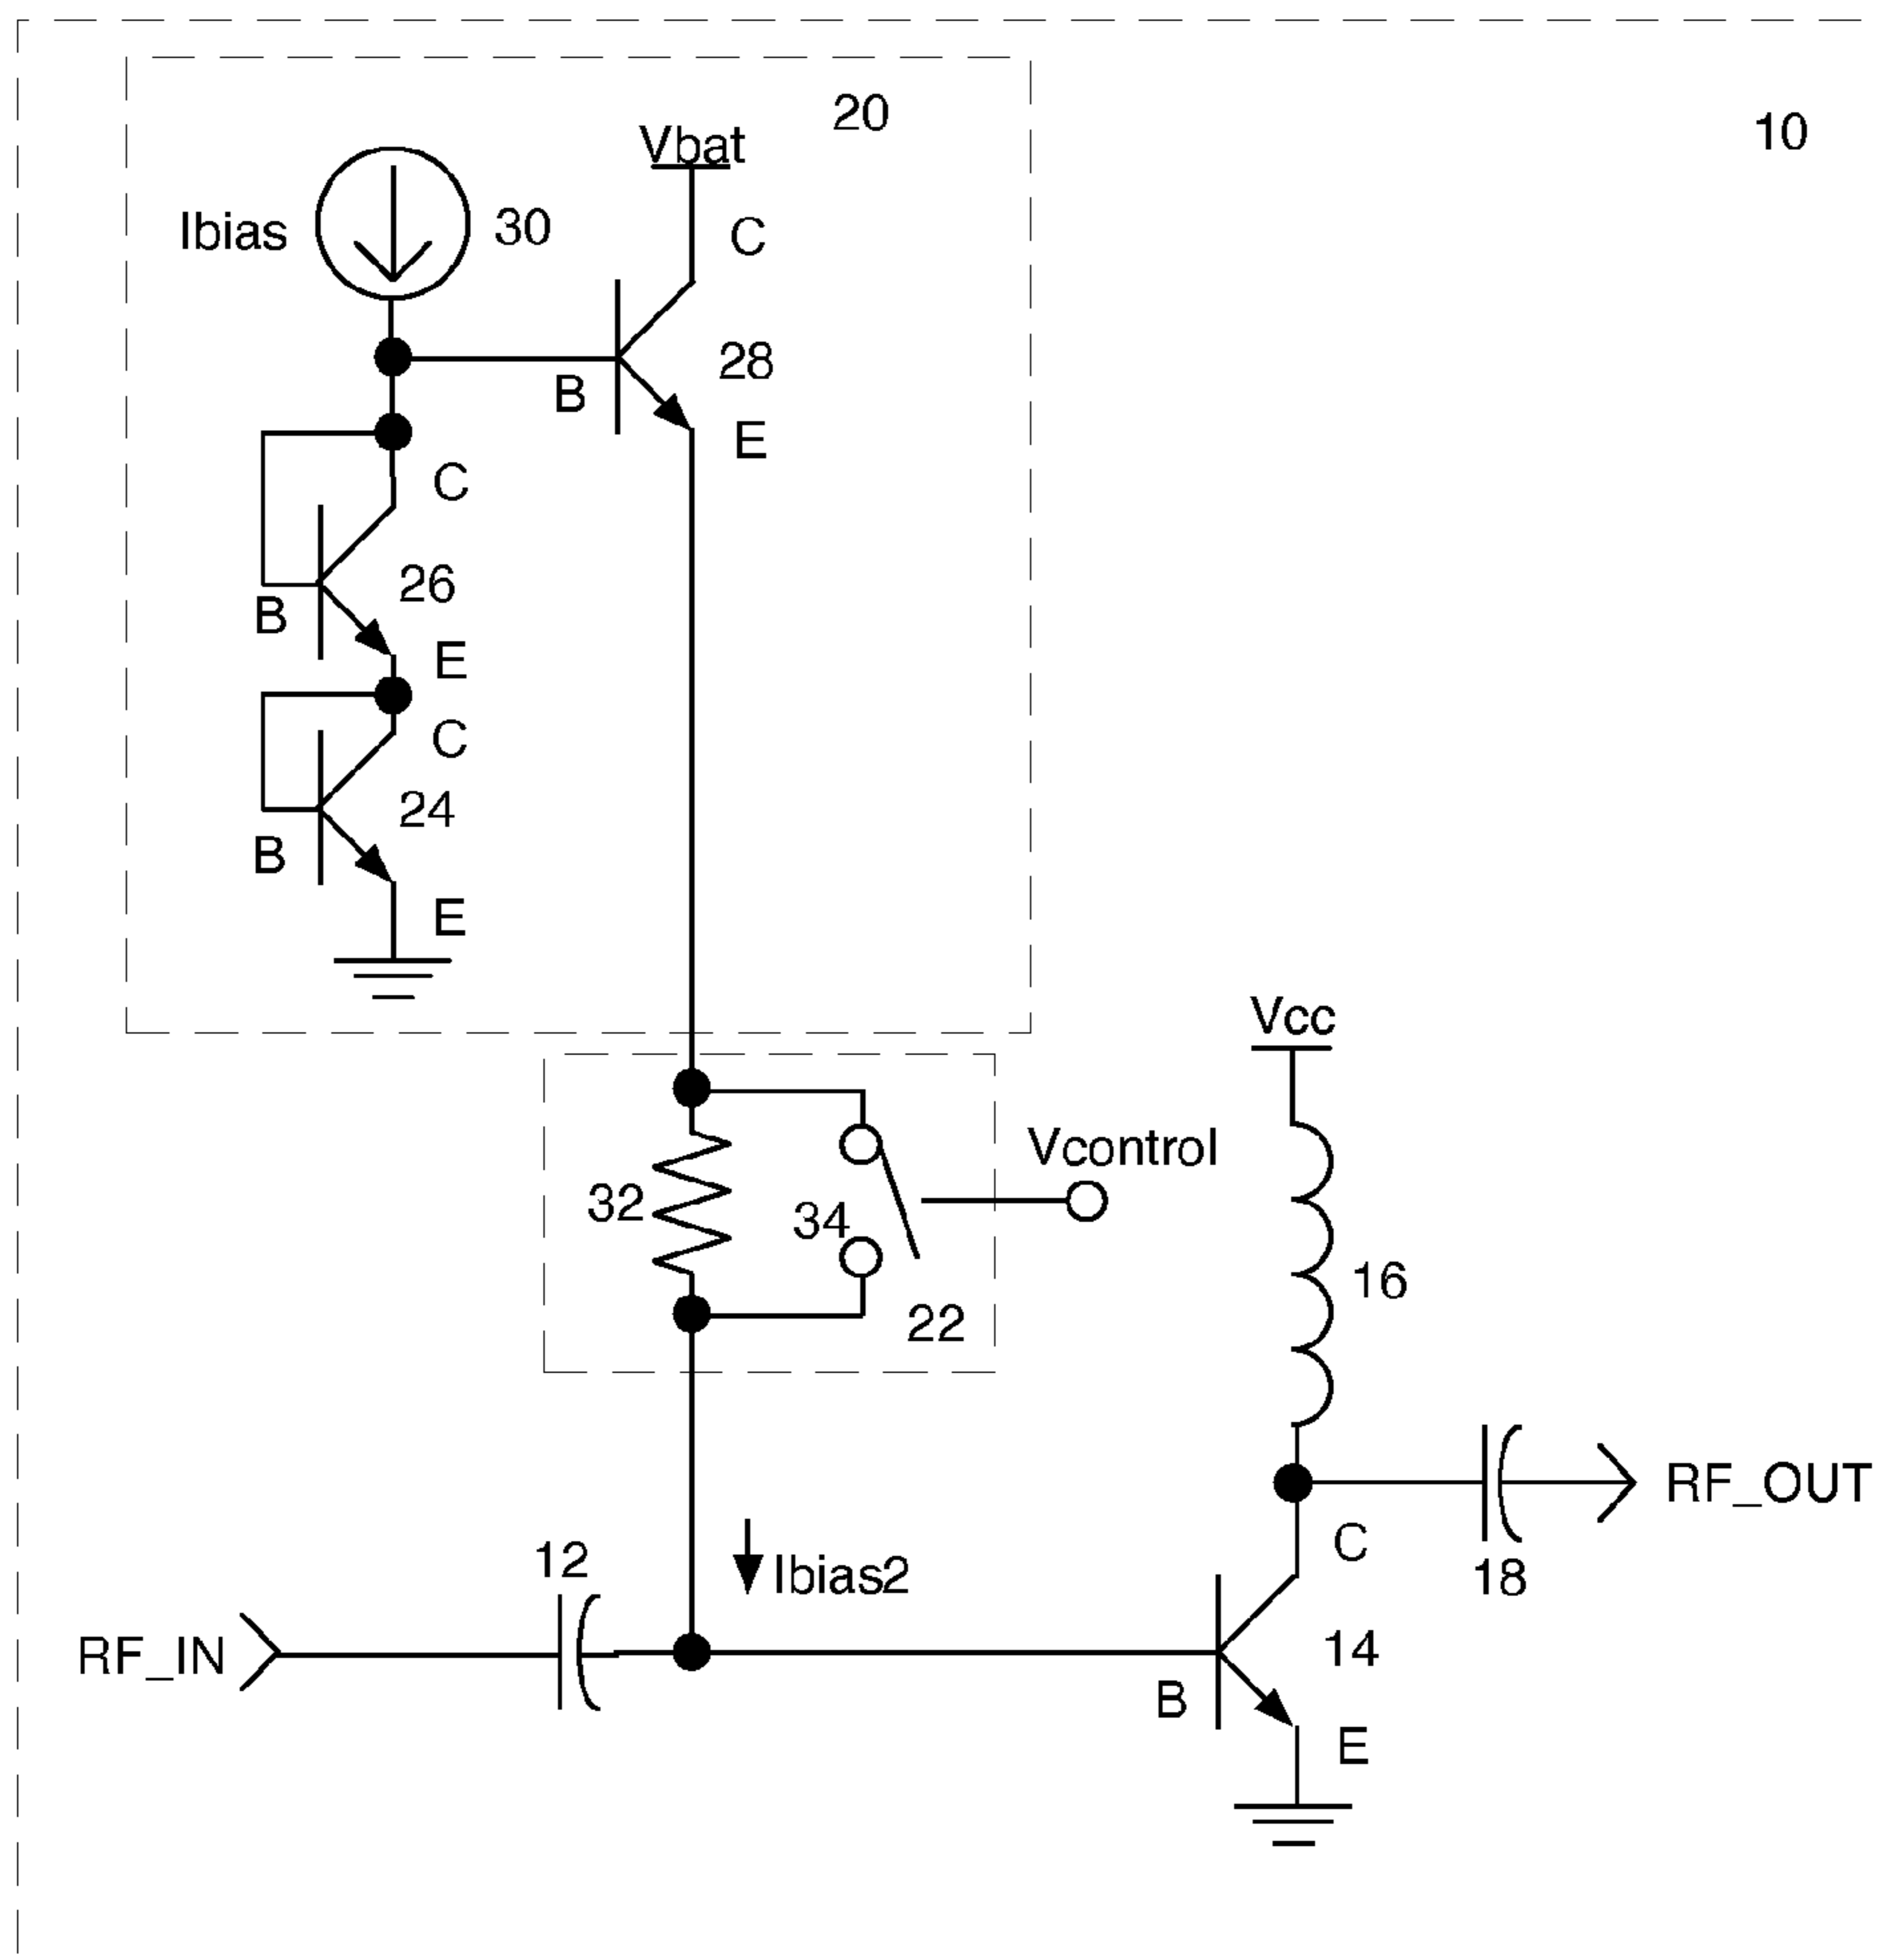 20
10
Vbat
Ibias
30
C
28
B
E
C
26
B
E
C
24
B
E
Vcc
Vcontrol
32
34
16
22
RF_OUT
C
12
Ibias2
18
RF_IN
14
B
E